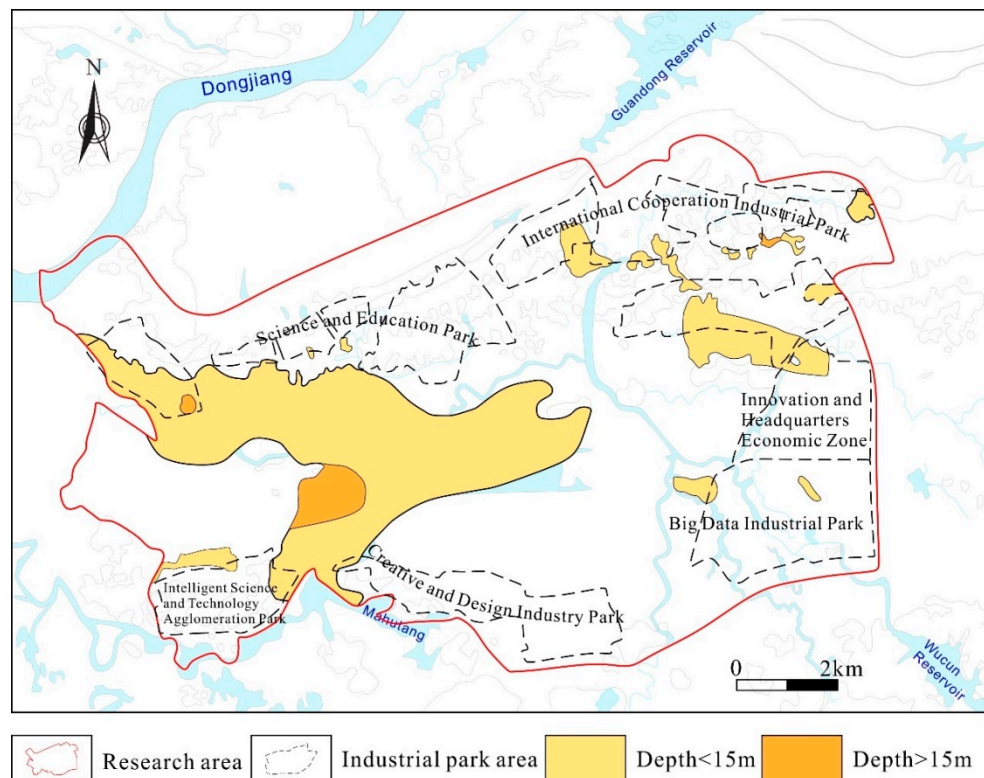 N
Dongjiang
Guandong Reservoir
International Cooperation Industrial Park
Science and Education Park
Innovation and
Headquarters
Economic Zone
Big Data Industrial Park
Creative and Design Industry Park
Intelligent Science
and Technology
Agglomeration Park
Mahutang
Wucun
Reservoir
0 2km
Research area
Industrial park area
Depth<15m
Depth>15m